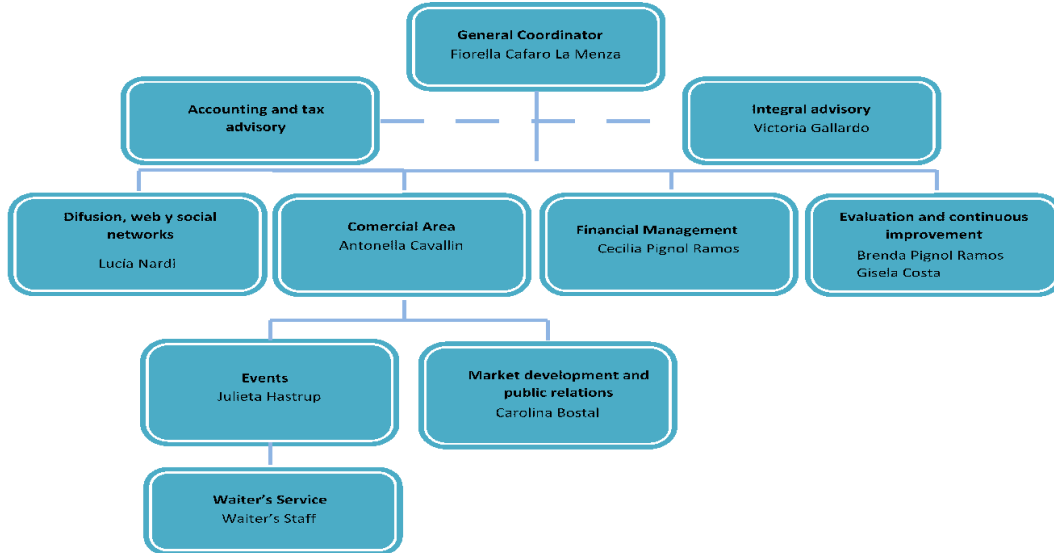 General Coordinator
Fiorella Cafaro La Menza
Accounting and tax
advisory
Integral advisory
Victoria Gallardo
Difusion, web y social
networks
Lucía Nardi
Comercial Area
Antonella Cavallin
Financial Management
Cecilia Pignol Ramos
Evaluation and continuous
improvement
Brenda Pignol Ramos
Gisela Costa
Events
Julieta Hastrup
Market development and
public relations
Carolina Bostal
Waiter’s Service
Waiter’s Staff